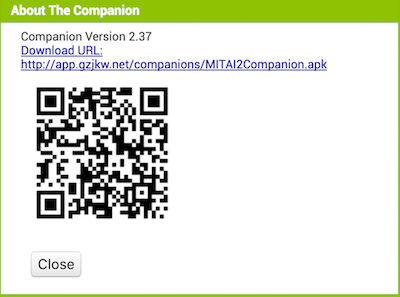 About The Companion
Companion Version 2.37
Download URL:
http://app.gzjkw.net/companions/MITAI2Companion.apk
Close